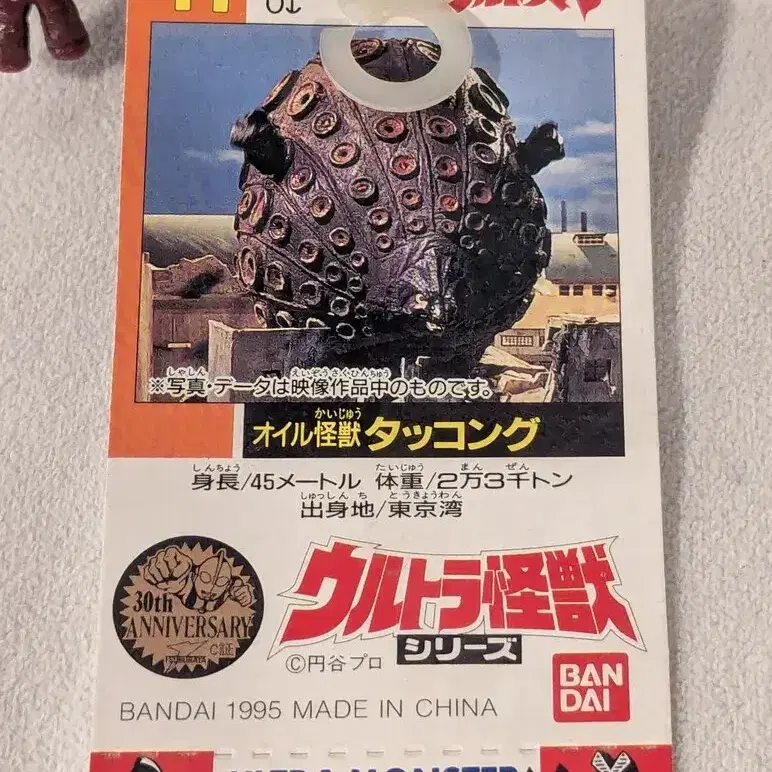 ※写真・データは映像作品中のものです。
オイル怪獣 タッコング
身長/45メートル 体重/2万3千トン
出身地/東京湾
30th
ANNIVERSARY
ウルトラ怪獣
シリーズ
©円谷プロ
BAN
DAI
BANDAI 1995 MADE IN CHINA